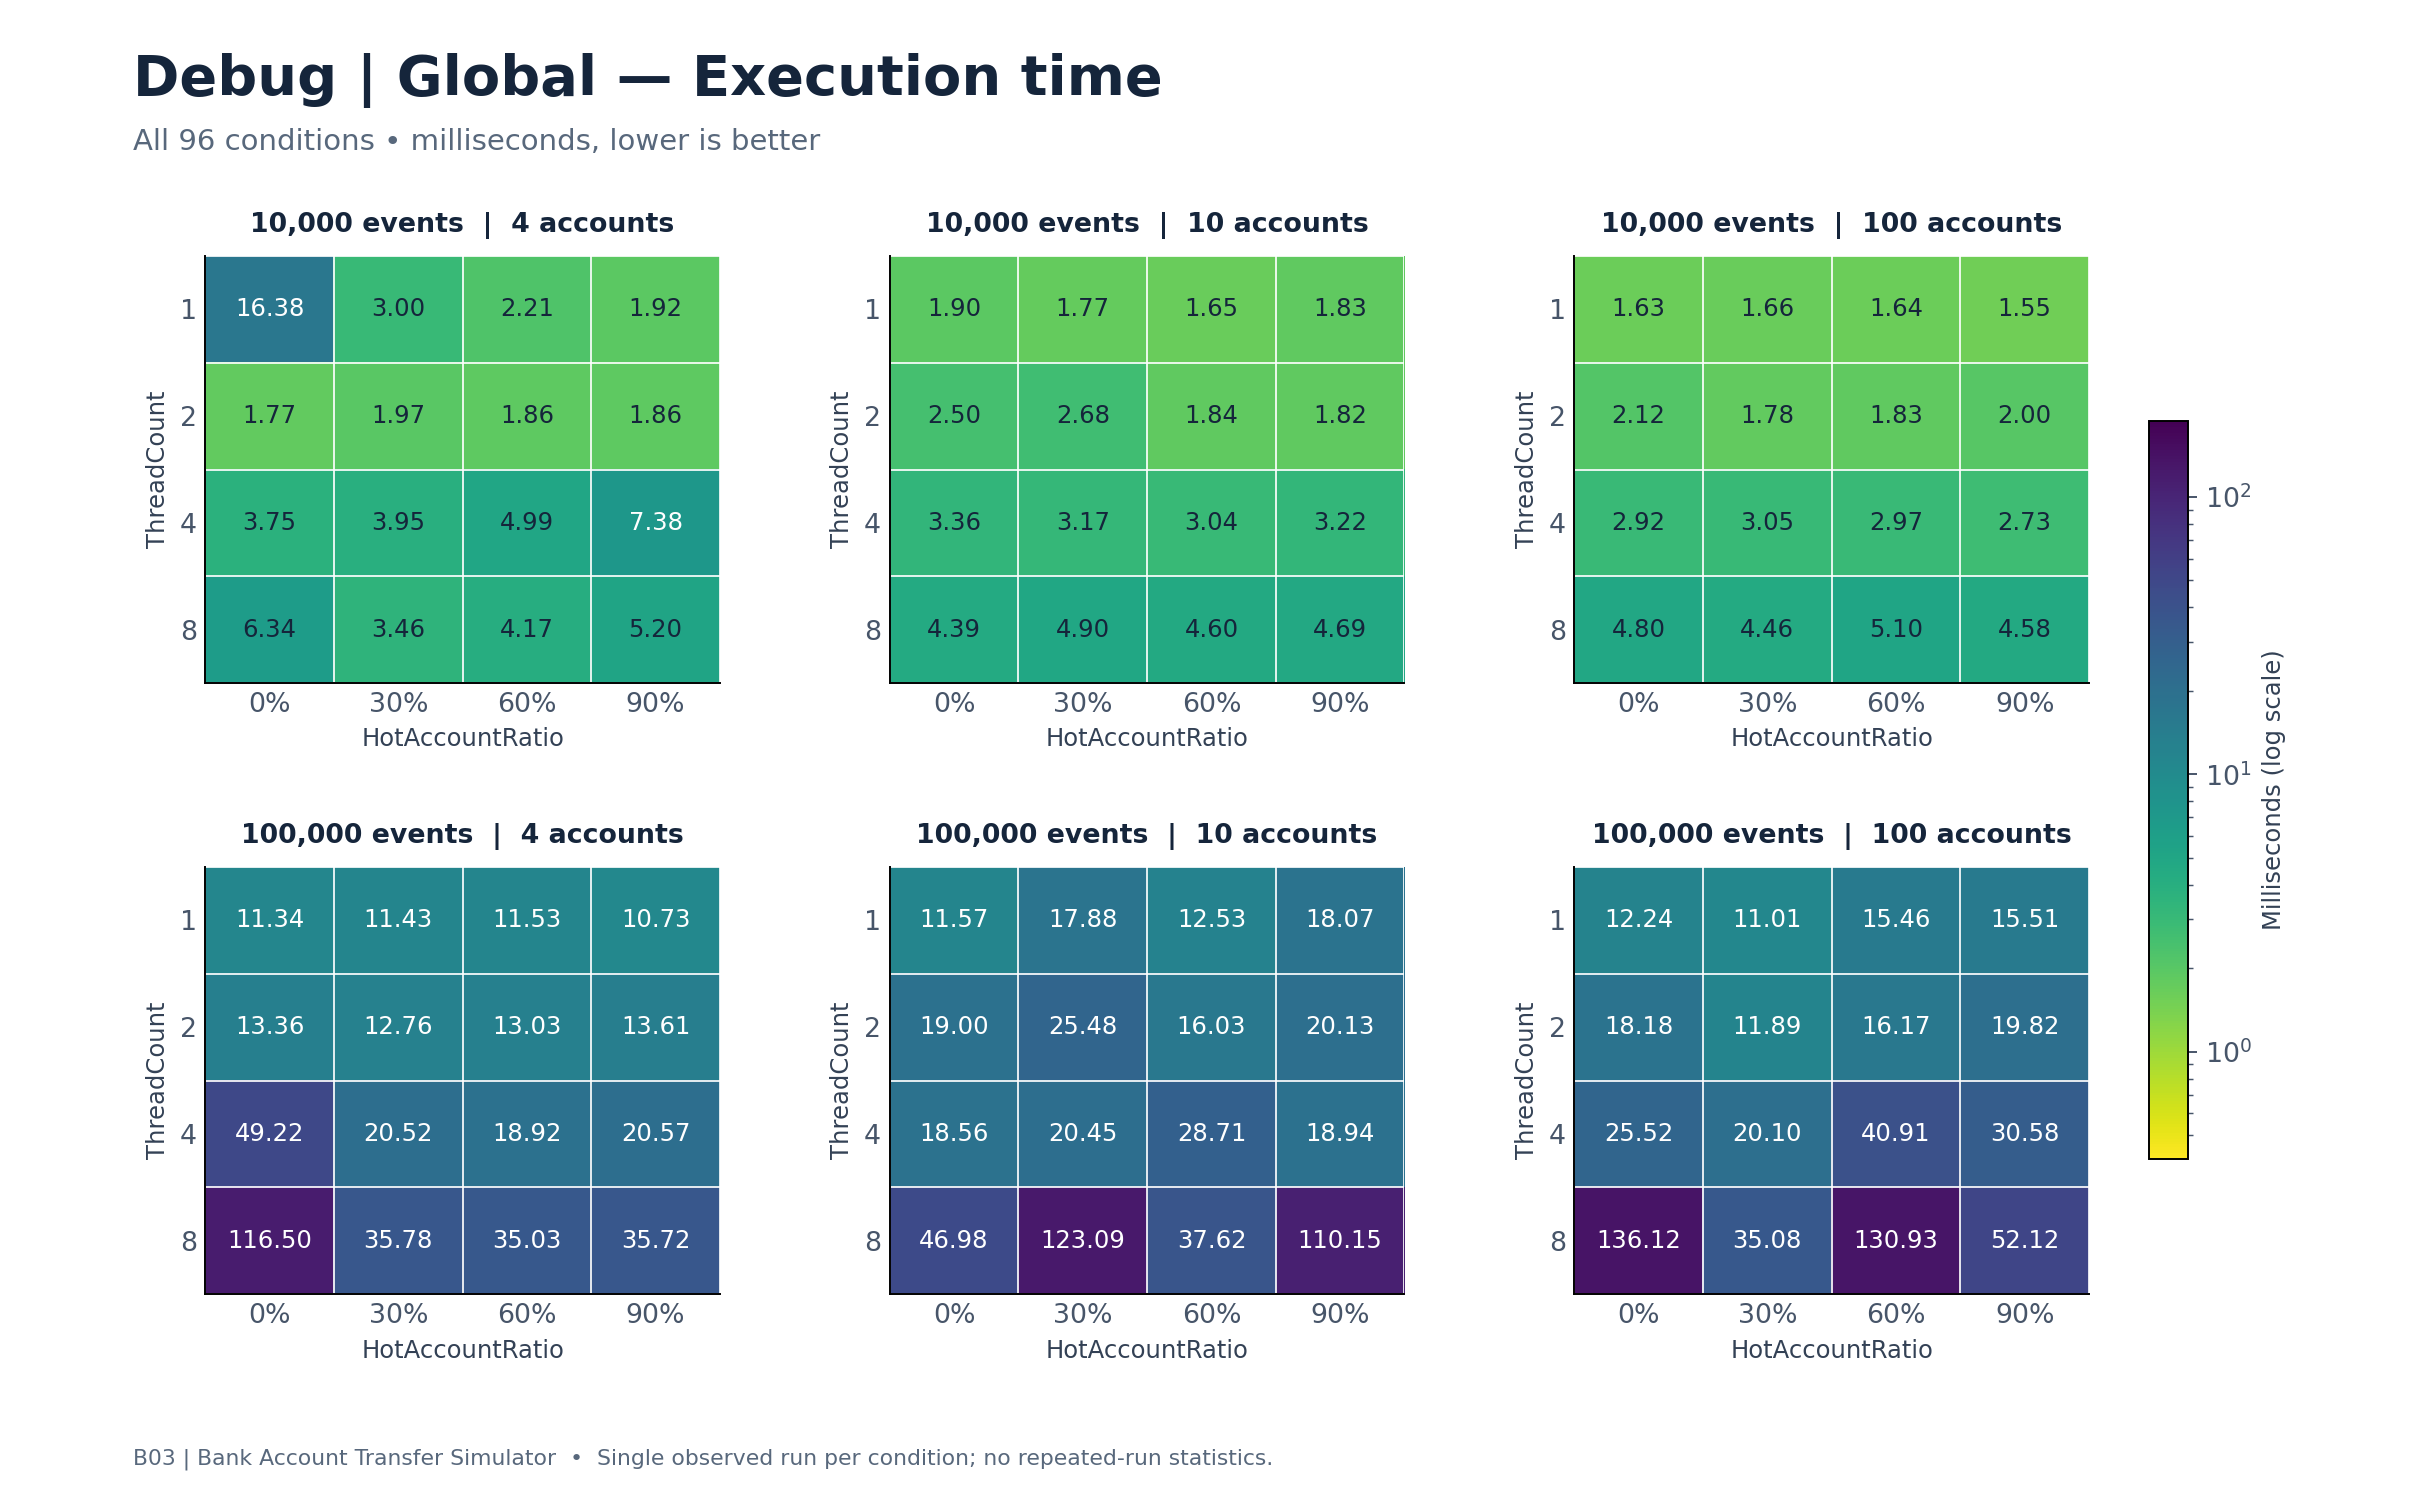 Debug | Global — Execution time
All 96 conditions • milliseconds, lower is better
10,000 events | 4 accounts
ThreadCount
1 16.38 3.00 2.21 1.92
2 1.77 1.97 1.86 1.86
4 3.75 3.95 4.99 7.38
8 6.34 3.46 4.17 5.20
0% 30% 60% 90%
HotAccountRatio
10,000 events | 10 accounts
ThreadCount
1 1.90 1.77 1.65 1.83
2 2.50 2.68 1.84 1.82
4 3.36 3.17 3.04 3.22
8 4.39 4.90 4.60 4.69
0% 30% 60% 90%
HotAccountRatio
10,000 events | 100 accounts
ThreadCount
1 1.63 1.66 1.64 1.55
2 2.12 1.78 1.83 2.00
4 2.92 3.05 2.97 2.73
8 4.80 4.46 5.10 4.58
0% 30% 60% 90%
HotAccountRatio
100,000 events | 4 accounts
ThreadCount
1 11.34 11.43 11.53 10.73
2 13.36 12.76 13.03 13.61
4 49.22 20.52 18.92 20.57
8 116.50 35.78 35.03 35.72
0% 30% 60% 90%
HotAccountRatio
100,000 events | 10 accounts
ThreadCount
1 11.57 17.88 12.53 18.07
2 19.00 25.48 16.03 20.13
4 18.56 20.45 28.71 18.94
8 46.98 123.09 37.62 110.15
0% 30% 60% 90%
HotAccountRatio
100,000 events | 100 accounts
ThreadCount
1 12.24 11.01 15.46 15.51
2 18.18 11.89 16.17 19.82
4 25.52 20.10 40.91 30.58
8 136.12 35.08 130.93 52.12
0% 30% 60% 90%
HotAccountRatio
10²
10¹
10⁰
Milliseconds (log scale)
B03 | Bank Account Transfer Simulator • Single observed run per condition; no repeated-run statistics.